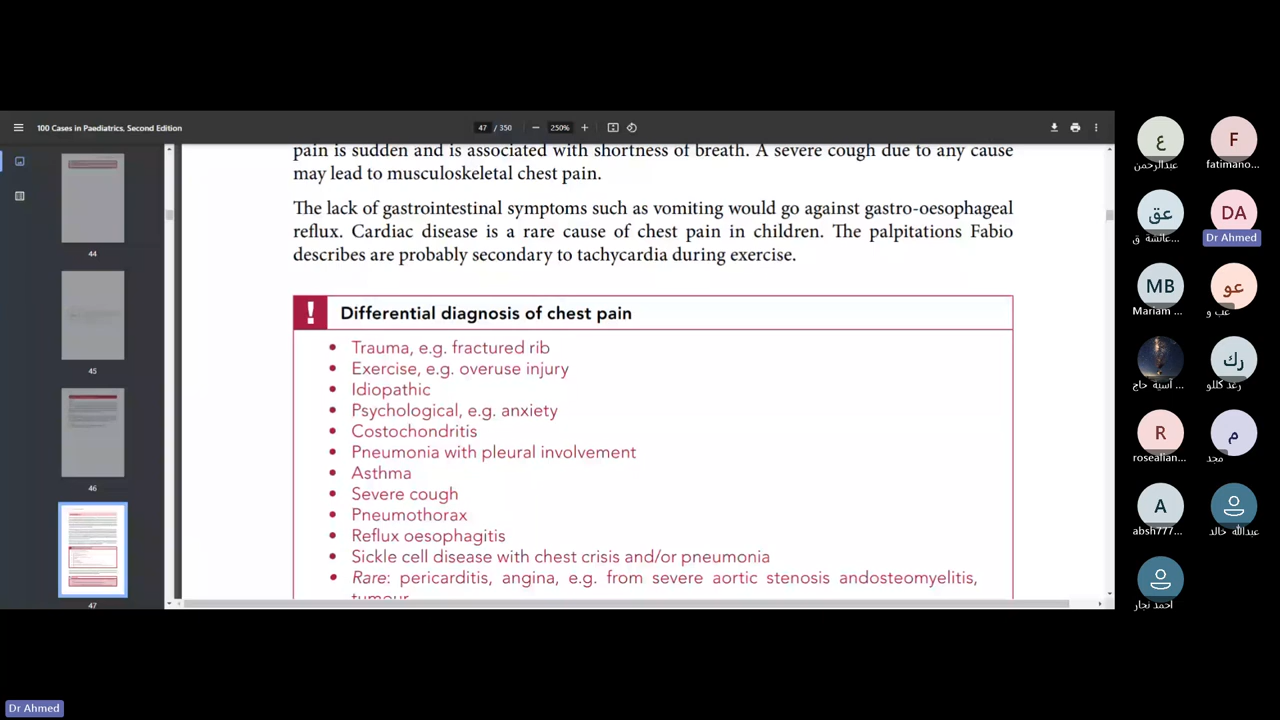 100 Cases in Paediatrics, Second Edition
47 / 350
250%
pain is sudden and is associated with shortness of breath. A severe cough due to any cause
may lead to musculoskeletal chest pain.
The lack of gastrointestinal symptoms such as vomiting would go against gastro-oesophageal
reflux. Cardiac disease is a rare cause of chest pain in children. The palpitations Fabio
describes are probably secondary to tachycardia during exercise.
! Differential diagnosis of chest pain
• Trauma, e.g. fractured rib
• Exercise, e.g. overuse injury
• Idiopathic
• Psychological, e.g. anxiety
• Costochondritis
• Pneumonia with pleural involvement
• Asthma
• Severe cough
• Pneumothorax
• Reflux oesophagitis
• Sickle cell disease with chest crisis and/or pneumonia
• Rare: pericarditis, angina, e.g. from severe aortic stenosis andosteomyelitis,
tumour
44
45
46
47
ع
عبدالرحمن
F
fatimano...
عق
عائشة ق...
DA
Dr Ahmed
MB
Mariam ...
عو
عب و
آسية حاج ...
رك
رغد كللو
R
rosealian...
م
مجد
A
absh777...
عبدالله خالد
احمد نجار
Dr Ahmed